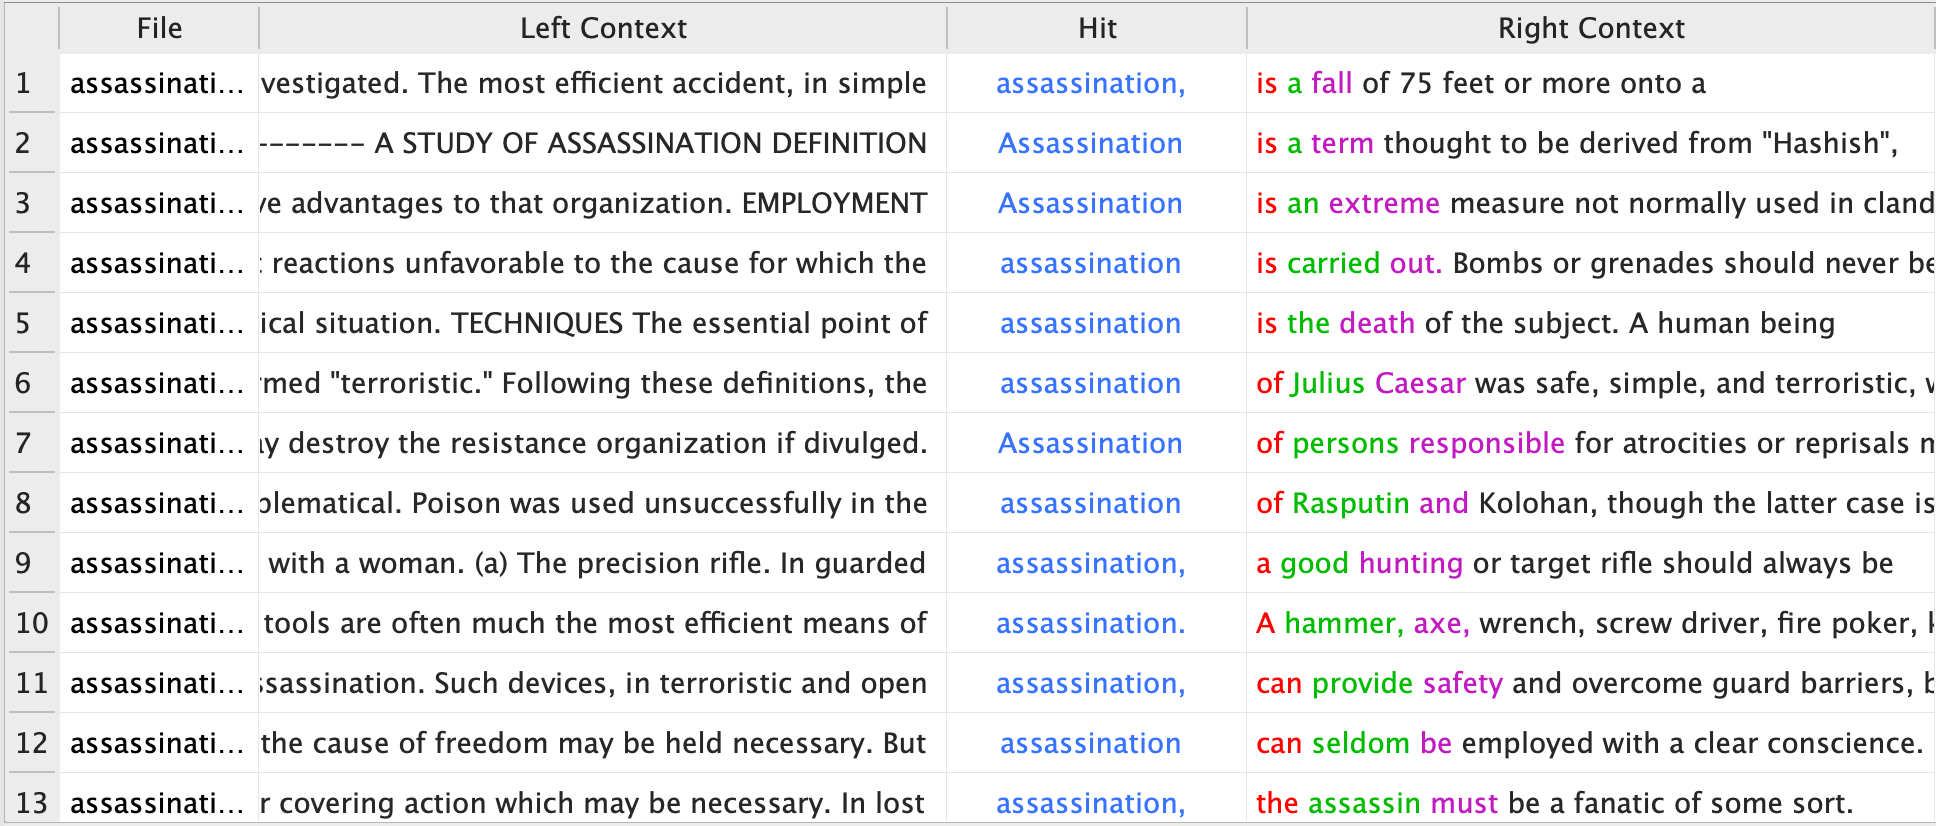 File Left Context Hit Right Context
1 assassinati... vestigated. The most efficient accident, in simple assassination, is a fall of 75 feet or more onto a
2 assassinati... ------- A STUDY OF ASSASSINATION DEFINITION Assassination is a term thought to be derived from "Hashish",
3 assassinati... ve advantages to that organization. EMPLOYMENT Assassination is an extreme measure not normally used in cland
4 assassinati... reactions unfavorable to the cause for which the assassination is carried out. Bombs or grenades should never be
5 assassinati... ical situation. TECHNIQUES The essential point of assassination is the death of the subject. A human being
6 assassinati... rmed "terroristic." Following these definitions, the assassination of Julius Caesar was safe, simple, and terroristic,
7 assassinati... ay destroy the resistance organization if divulged. Assassination of persons responsible for atrocities or reprisals
8 assassinati... blematical. Poison was used unsuccessfully in the assassination of Rasputin and Kolohan, though the latter case is
9 assassinati... with a woman. (a) The precision rifle. In guarded assassination, a good hunting or target rifle should always be
10 assassinati... tools are often much the most efficient means of assassination. A hammer, axe, wrench, screw driver, fire poker,
11 assassinati... ssassination. Such devices, in terroristic and open assassination, can provide safety and overcome guard barriers,
12 assassinati... the cause of freedom may be held necessary. But assassination can seldom be employed with a clear conscience.
13 assassinati... r covering action which may be necessary. In lost assassination, the assassin must be a fanatic of some sort.